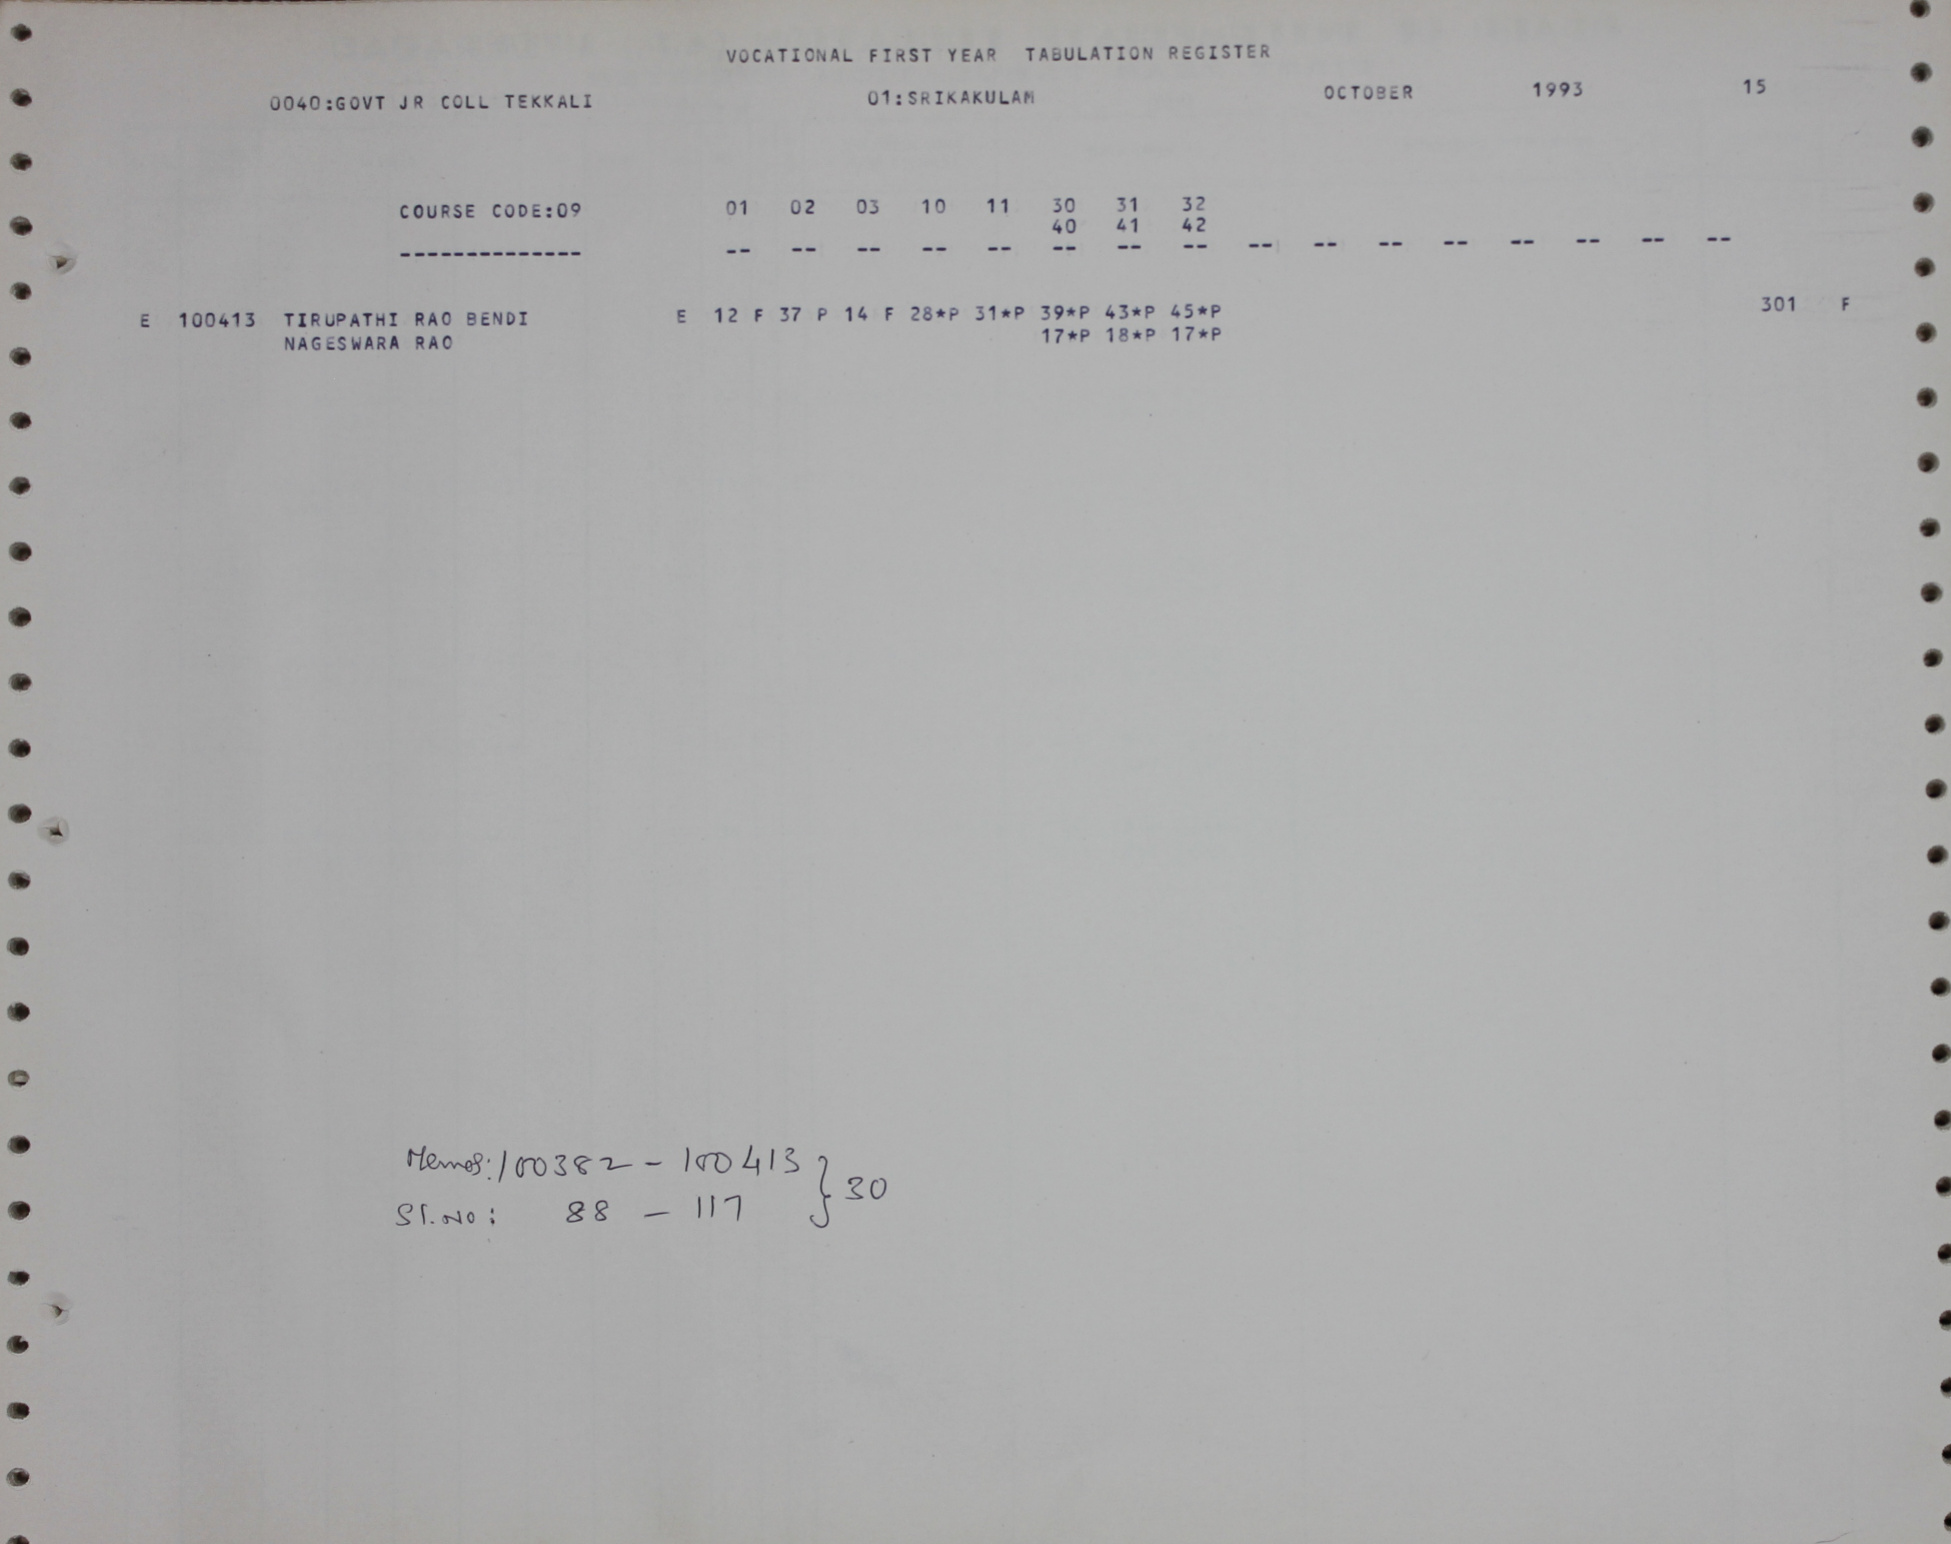 VOCATIONAL FIRST YEAR TABULATION REGISTER
0040:GOVT JR COLL TEKKALI 01:SRIKAKULAM OCTOBER 1993 15
COURSE CODE:09 01 02 03 10 11 30 31 32
40 41 42
-------------- -- -- -- -- -- -- -- -- -- -- -- -- -- -- -- --
E 100413 TIRUPATHI RAO BENDI E 12 F 37 P 14 F 28*P 31*P 39*P 43*P 45*P 301 F
NAGESWARA RAO 17*P 18*P 17*P
Memos: 100382 - 100413 } 30
Sl.No: 88 - 117